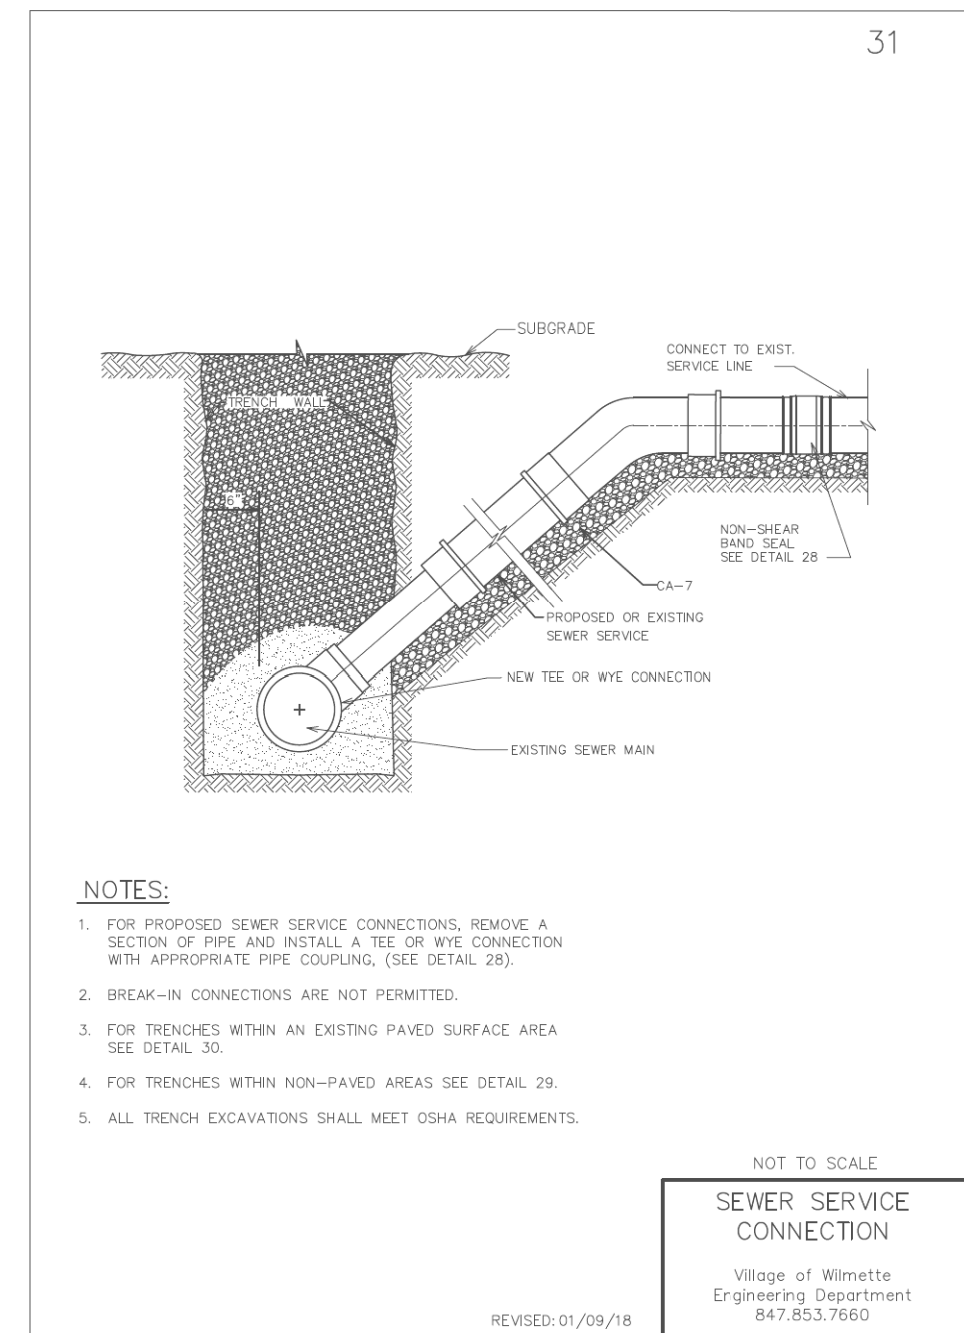 31
SUBGRADE
CONNECT TO EXIST.
SERVICE LINE
TRENCH WALL
6"
NON-SHEAR
BAND SEAL
SEE DETAIL 28
CA-7
PROPOSED OR EXISTING
SEWER SERVICE
NEW TEE OR WYE CONNECTION
EXISTING SEWER MAIN
NOTES:
1. FOR PROPOSED SEWER SERVICE CONNECTIONS, REMOVE A
SECTION OF PIPE AND INSTALL A TEE OR WYE CONNECTION
WITH APPROPRIATE PIPE COUPLING, (SEE DETAIL 28).
2. BREAK-IN CONNECTIONS ARE NOT PERMITTED.
3. FOR TRENCHES WITHIN AN EXISTING PAVED SURFACE AREA
SEE DETAIL 30.
4. FOR TRENCHES WITHIN NON-PAVED AREAS SEE DETAIL 29.
5. ALL TRENCH EXCAVATIONS SHALL MEET OSHA REQUIREMENTS.
NOT TO SCALE
SEWER SERVICE
CONNECTION
Village of Wilmette
Engineering Department
847.853.7660
REVISED: 01/09/18